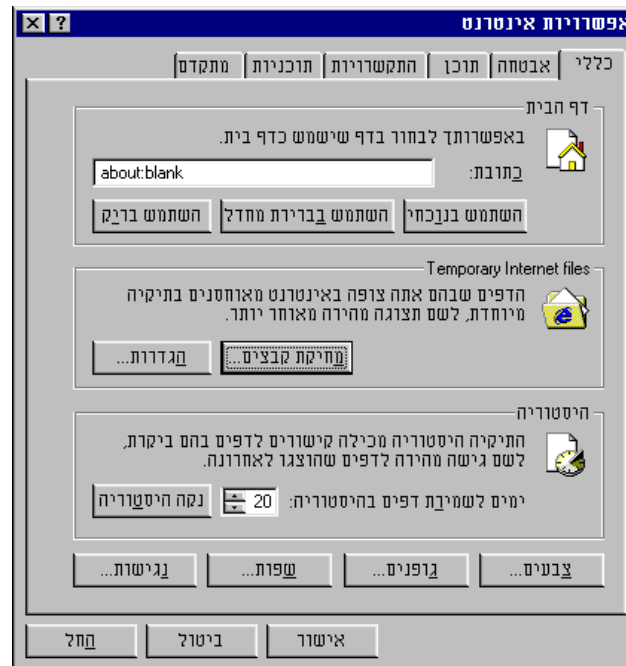 אפשרויות אינטרנט
כללי אבטחה תוכן התקשרויות תוכניות מתקדם
דף הבית
באפשרותך לבחור בדף שישמש כדף בית.
כתובת: about:blank
השתמש בנוכחי השתמש בברירת מחדל השתמש בריק
Temporary Internet files
הדפים שבהם אתה צופה באינטרנט מאוחסנים בתיקיה
מיוחדת, לשם תצוגה מהירה מאוחר יותר.
מחיקת קבצים... הגדרות...
היסטוריה
התיקיה היסטוריה מכילה קישורים לדפים בהם ביקרת,
לשם גישה מהירה לדפים שהוצגו לאחרונה.
ימים לשמירת דפים בהיסטוריה: 20 נקה היסטוריה
צבעים... גופנים... שפות... נגישות...
אישור ביטול החל